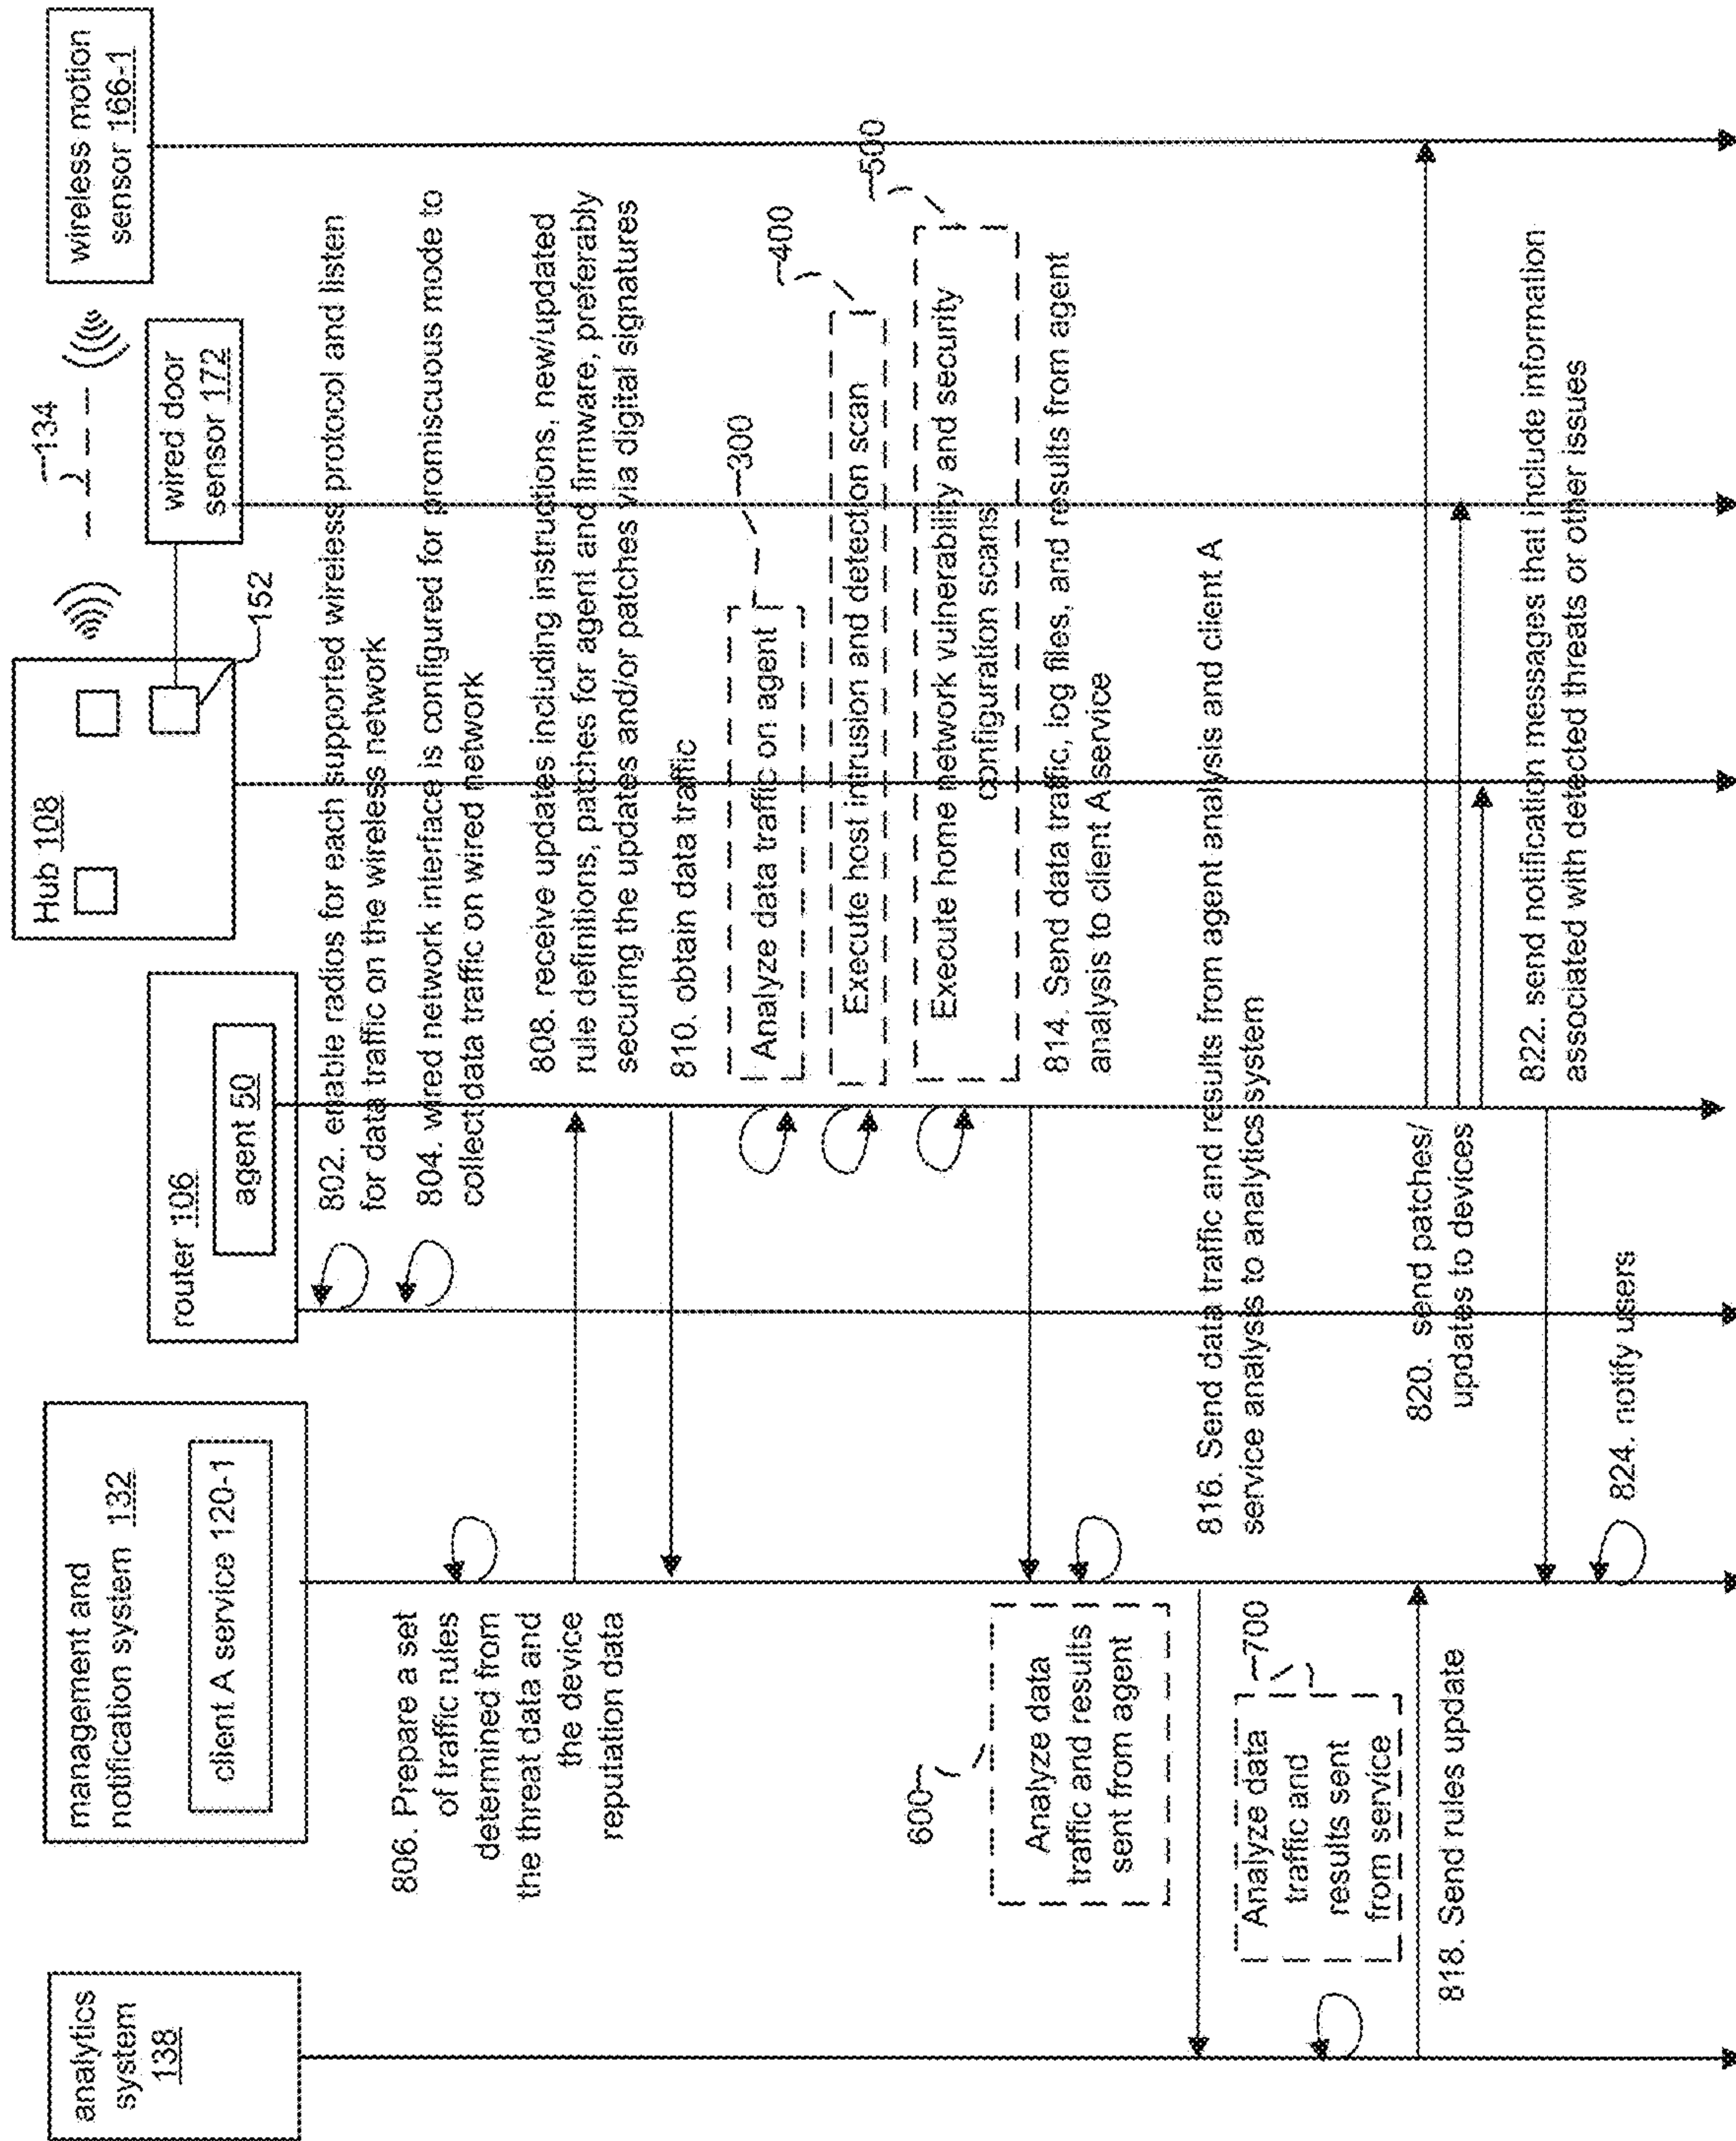 analytics
system
138
management and
notification system 132
client A service 120-1
router 106
agent 50
Hub 108
152
134
wired door
sensor 172
wireless motion
sensor 166-1
802. enable radios for each supported wireless protocol and listen
for data traffic on the wireless network
804. wired network interface is configured for promiscuous mode to
collect data traffic on wired network
806. Prepare a set
of traffic rules
determined from
the threat data and
the device
reputation data
808. receive updates including instructions, new/updated
rule definitions, patches for agent and firmware, preferably
securing the updates and/or patches via digital signatures
810. obtain data traffic
Analyze data traffic on agent
300
Execute host intrusion and detection scan
400
Execute home network vulnerability and security
configuration scans
500
814. Send data traffic, log files, and results from agent
analysis to client A service
600
Analyze data
traffic and results
sent from agent
816. Send data traffic and results from agent analysis and client A
service analysis to analytics system
700
Analyze data
traffic and
results sent
from service
818. Send rules update
820. send patches/
updates to devices
822. send notification messages that include information
associated with detected threats or other issues
824. notify users